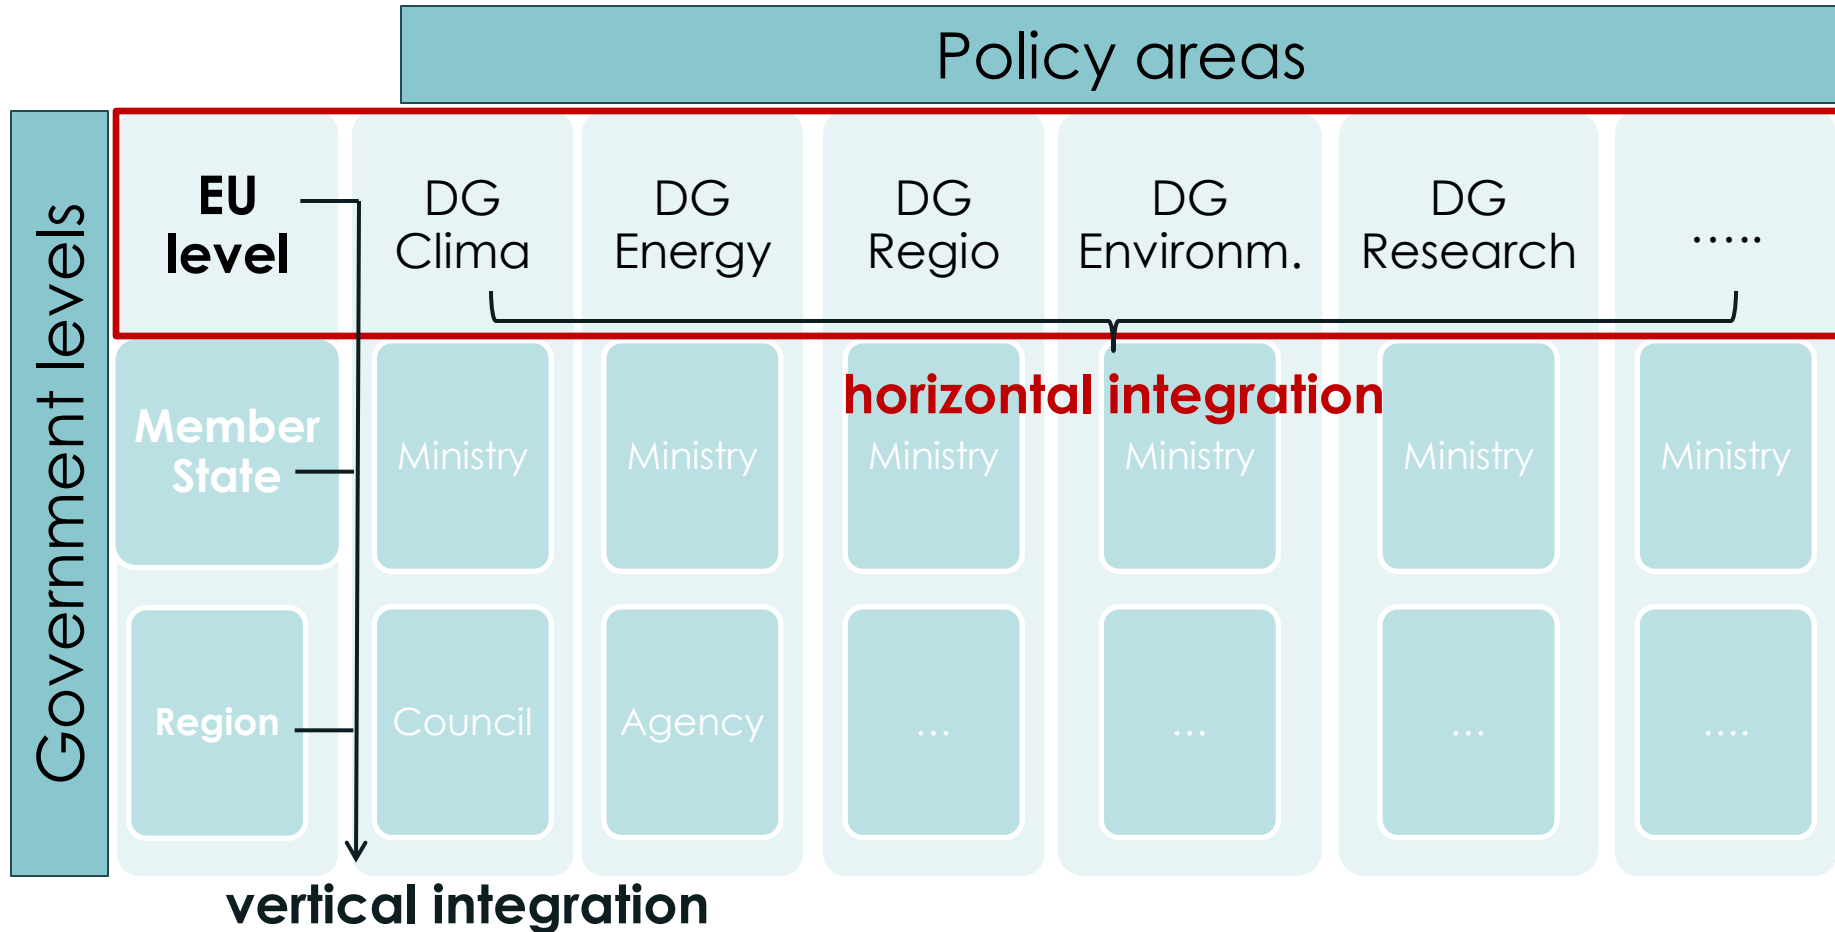 Policy areas
Government levels
EU
level
DG
Clima
DG
Energy
DG
Regio
DG
Environm.
DG
Research
…..
horizontal integration
Member
State
Ministry
Ministry
Ministry
Ministry
Ministry
Ministry
Region
Council
Agency
…
…
…
….
vertical integration